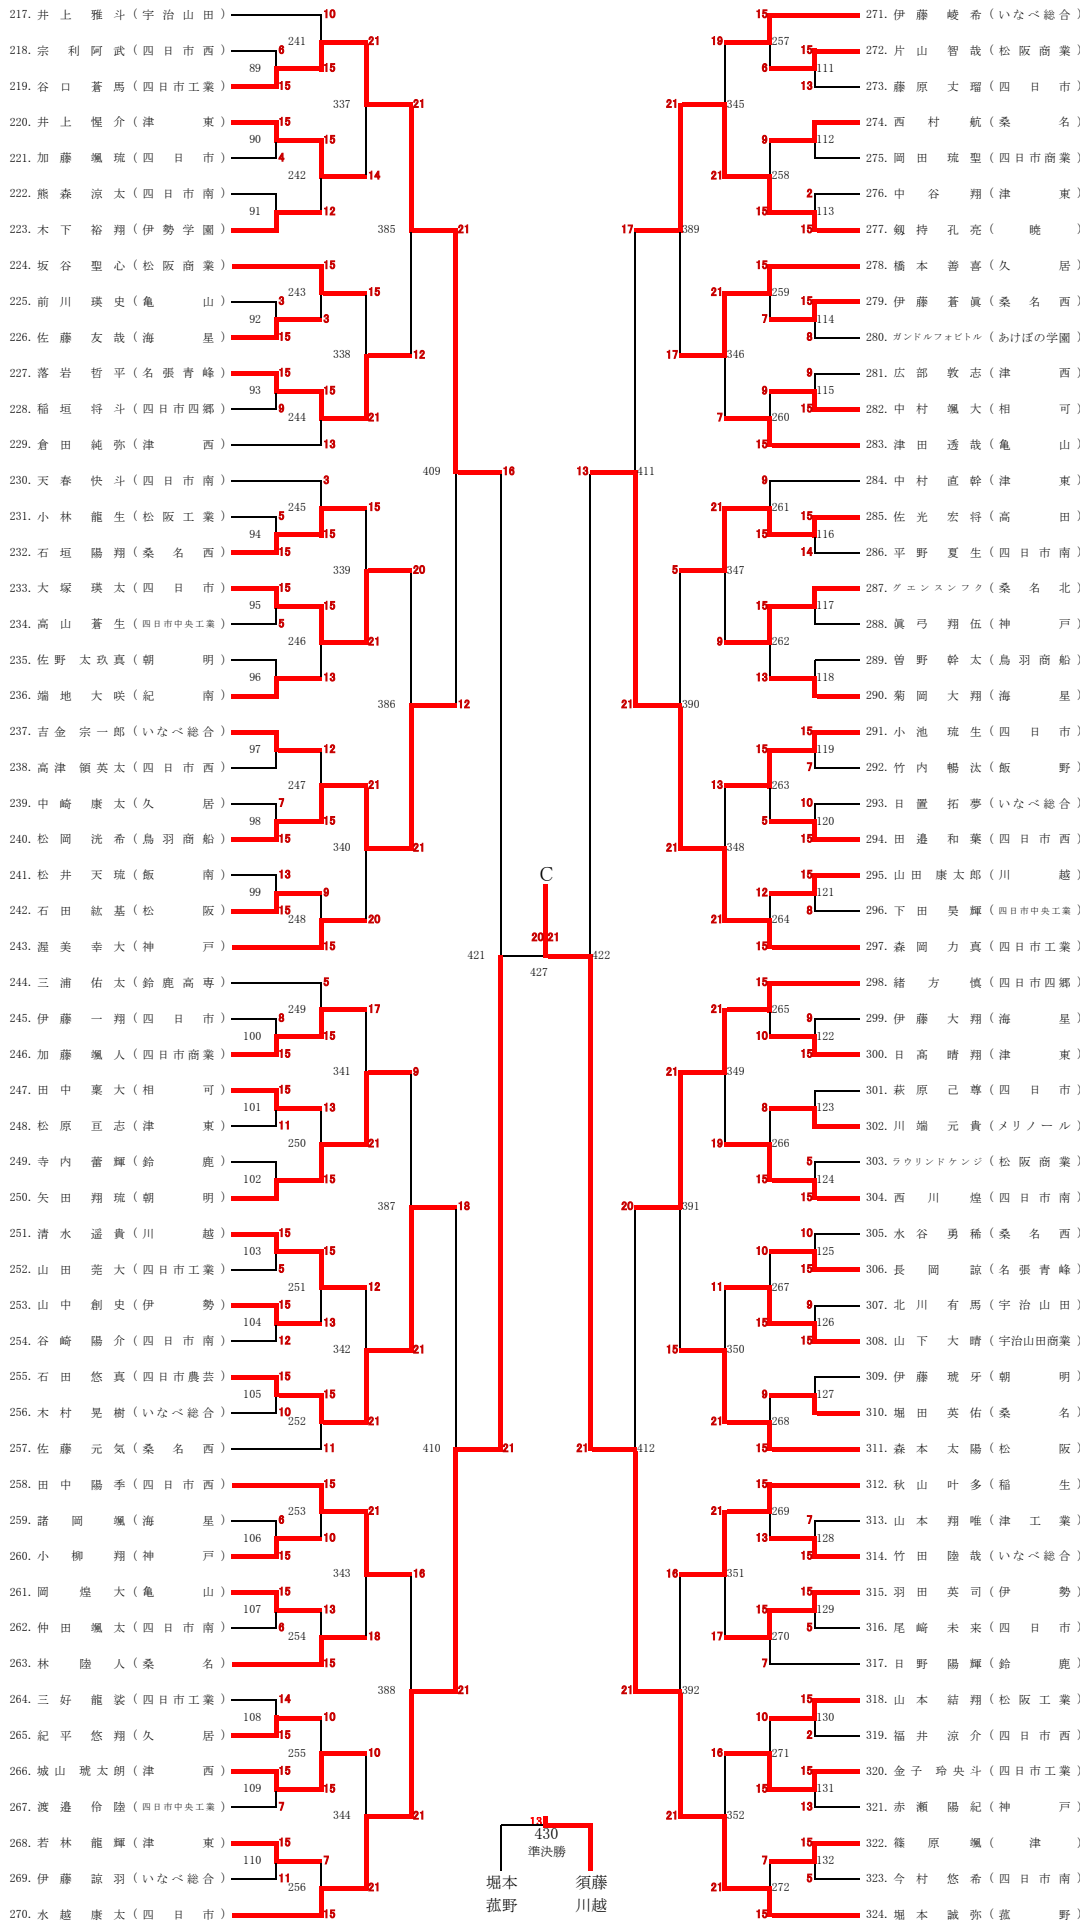 217. 井上 雅斗 (宇治山田)
218. 宗 利阿武 (四日市西)
219. 谷口 蒼馬 (四日市工業)
220. 井上 惺介 (津東)
221. 加藤 颯琉 (四日市)
222. 熊森 涼太 (四日市南)
223. 木下 裕翔 (伊勢学園)
224. 坂谷 聖心 (松阪商業)
225. 前川 瑛史 (亀山)
226. 佐藤 友哉 (海星)
227. 落岩 哲平 (名張青峰)
228. 稲垣 将斗 (四日市四郷)
229. 倉田 純弥 (津西)
230. 天春 快斗 (四日市南)
231. 小林 龍生 (松阪工業)
232. 石垣 陽翔 (桑名西)
233. 大塚 瑛太 (四日市)
234. 高山 蒼生 (四日市中央工業)
235. 佐野 太玖真 (朝明)
236. 端地 大咲 (紀南)
237. 吉金 宗一郎 (いなべ総合)
238. 高津 領英太 (四日市西)
239. 中崎 康太 (久居)
240. 松岡 洸希 (鳥羽商船)
241. 松井 天琉 (飯南)
242. 石田 紘基 (松阪)
243. 渥美 幸大 (神戸)
244. 三浦 佑太 (鈴鹿高専)
245. 伊藤 一翔 (四日市)
246. 加藤 颯人 (四日市商業)
247. 田中 稟大 (相可)
248. 松原 亘志 (津東)
249. 寺内 蕾輝 (鈴鹿)
250. 矢田 翔琉 (朝明)
251. 清水 遥貴 (川越)
252. 山田 莞大 (四日市工業)
253. 山中 創史 (伊勢)
254. 谷崎 陽介 (四日市南)
255. 石田 悠真 (四日市農芸)
256. 木村 晃樹 (いなべ総合)
257. 佐藤 元気 (桑名西)
258. 田中 陽季 (四日市西)
259. 諸岡 颯 (海星)
260. 小柳 翔 (神戸)
261. 岡 煌大 (亀山)
262. 仲田 颯太 (四日市南)
263. 林 陸人 (桑名)
264. 三好 龍裟 (四日市工業)
265. 紀平 悠翔 (久居)
266. 城山 琥太朗 (津西)
267. 渡邉 伶陸 (四日市中央工業)
268. 若林 龍輝 (津東)
269. 伊藤 諒羽 (いなべ総合)
270. 水越 康太 (四日市)
271. 伊藤 崚希 (いなべ総合)
272. 片山 智哉 (松阪商業)
273. 藤原 丈瑠 (四日市)
274. 西村 航 (桑名)
275. 岡田 琉聖 (四日市商業)
276. 中谷 翔 (津東)
277. 剱持 孔亮 (暁)
278. 橋本 善喜 (久居)
279. 伊藤 蒼眞 (桑名西)
280. ガンドルフォビトル (あけぼの学園)
281. 広部 敦志 (津西)
282. 中村 颯大 (相可)
283. 津田 透哉 (亀山)
284. 中村 直幹 (津東)
285. 佐光 宏将 (高田)
286. 平野 夏生 (四日市南)
287. グエンスンフク (桑名北)
288. 眞弓 翔伍 (神戸)
289. 曽野 幹太 (鳥羽商船)
290. 菊岡 大翔 (海星)
291. 小池 琉生 (四日市)
292. 竹内 暢汰 (飯野)
293. 日置 拓夢 (いなべ総合)
294. 田邉 和葉 (四日市西)
295. 山田 康太郎 (川越)
296. 下田 昊輝 (四日市中央工業)
297. 森岡 力真 (四日市工業)
298. 緒方 慎 (四日市四郷)
299. 伊藤 大翔 (海星)
300. 日高 晴翔 (津東)
301. 萩原 己尊 (四日市)
302. 川端 元貴 (メリノール)
303. ラウリンドケンジ (松阪商業)
304. 西川 煌 (四日市南)
305. 水谷 勇稀 (桑名西)
306. 長岡 諒 (名張青峰)
307. 北川 有馬 (宇治山田)
308. 山下 大晴 (宇治山田商業)
309. 伊藤 琥牙 (朝明)
310. 堀田 英佑 (桑名)
311. 森本 太陽 (松阪)
312. 秋山 叶多 (稲生)
313. 山本 翔唯 (津工業)
314. 竹田 陸哉 (いなべ総合)
315. 羽田 英司 (伊勢)
316. 尾崎 未来 (四日市)
317. 日野 陽輝 (鈴鹿)
318. 山本 結翔 (松阪工業)
319. 福井 涼介 (四日市西)
320. 金子 玲央斗 (四日市工業)
321. 赤瀬 陽紀 (神戸)
322. 篠原 颯 (津)
323. 今村 悠希 (四日市南)
324. 堀本 誠弥 (菰野)
C
20 21
421 427 422
13
430
準決勝
堀本 須藤
菰野 川越